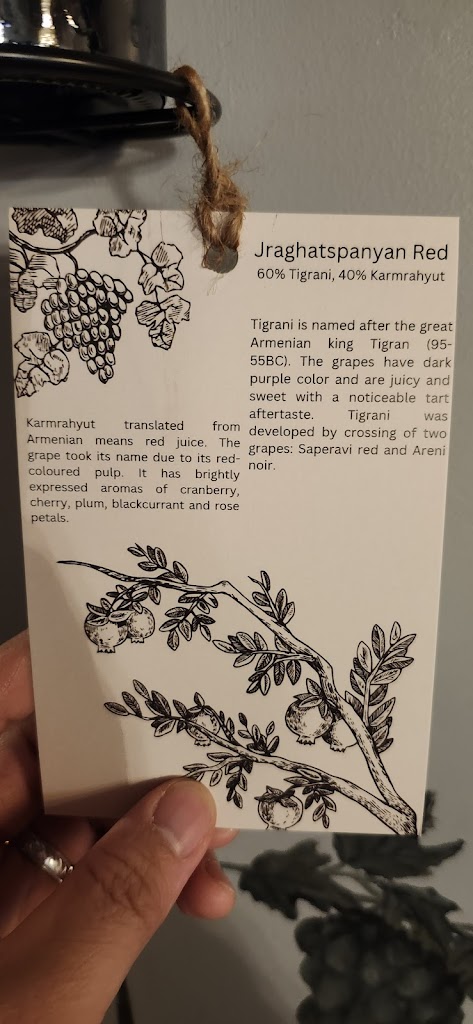 Jraghatspanyan Red
60% Tigrani, 40% Karmrahyut
Tigrani is named after the great
Armenian king Tigran (95-
55BC). The grapes have dark
purple color and are juicy and
sweet with a noticeable tart
aftertaste. Tigrani was
developed by crossing of two
grapes: Saperavi red and Areni
noir.
Karmrahyut translated from
Armenian means red juice. The
grape took its name due to its red-
coloured pulp. It has brightly
expressed aromas of cranberry,
cherry, plum, blackcurrant and rose
petals.